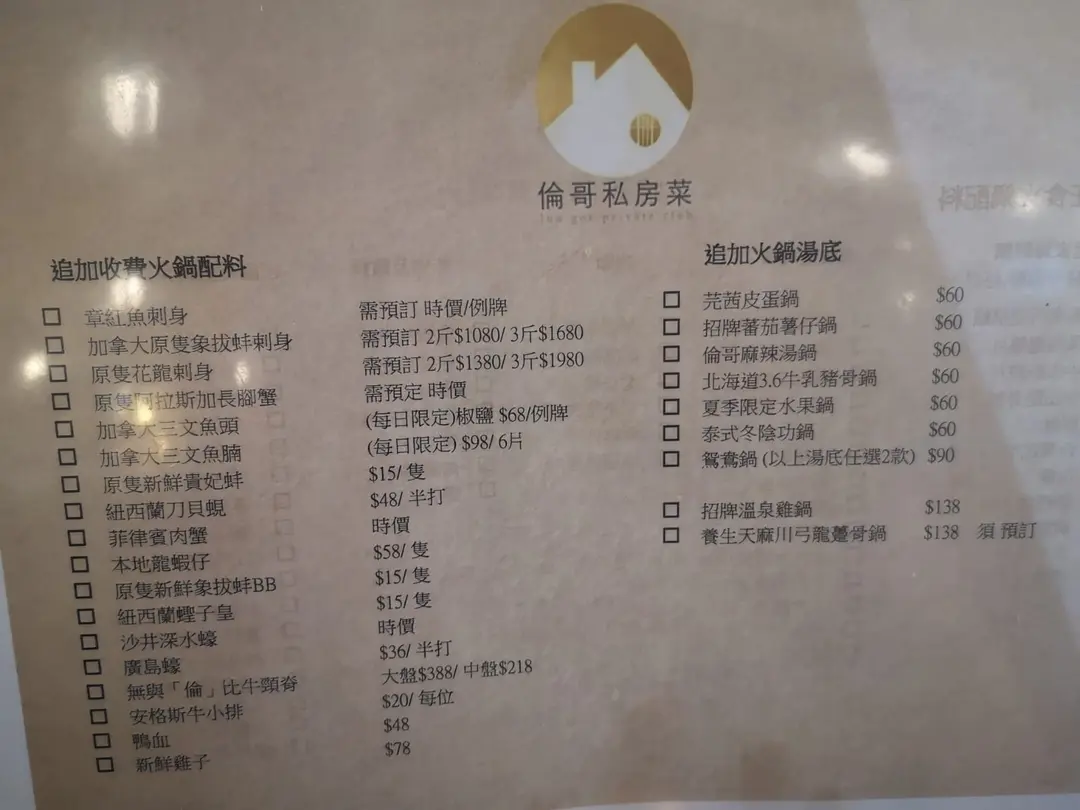 倫哥私房菜
追加收費火鍋配料
章紅魚刺身 需預訂 時價/例牌
加拿大原隻象拔蚌刺身 需預訂 2斤$1080/ 3斤$1680
原隻花龍刺身 需預訂 2斤$1380/ 3斤$1980
原隻阿拉斯加長腳蟹 需預定 時價
加拿大三文魚頭 (每日限定)椒鹽 $68/例牌
加拿大三文魚腩 (每日限定) $98/ 6片
原隻新鮮貴妃蚌 $15/ 隻
紐西蘭刀貝蜆 $48/ 半打
菲律賓肉蟹 時價
本地龍蝦仔 $58/ 隻
原隻新鮮象拔蚌BB $15/ 隻
紐西蘭蟶子皇 $15/ 隻
沙井深水蠔 時價
廣島蠔 $36/ 半打
無與「倫」比牛頸脊 大盤$388/ 中盤$218
安格斯牛小排 $20/ 每位
鴨血 $48
新鮮雞子 $78
追加火鍋湯底
芫茜皮蛋鍋 $60
招牌蕃茄薯仔鍋 $60
倫哥麻辣湯鍋 $60
北海道3.6牛乳豬骨鍋 $60
夏季限定水果鍋 $60
泰式冬陰功鍋 $60
鴛鴦鍋 (以上湯底任選2款) $90
招牌溫泉雞鍋 $138
養生天麻川弓龍躉骨鍋 $138 須 預訂